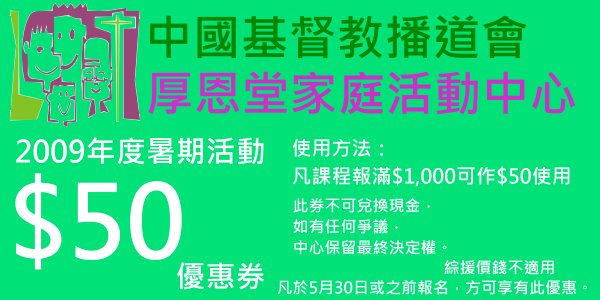 中國基督教播道會
厚恩堂家庭活動中心
2009年度暑期活動
$50
優惠券
使用方法：
凡課程報滿$1,000可作$50使用
此券不可兌換現金，
如有任何爭議，
中心保留最終決定權。
綜援價錢不適用
凡於5月30日或之前報名，方可享有此優惠。